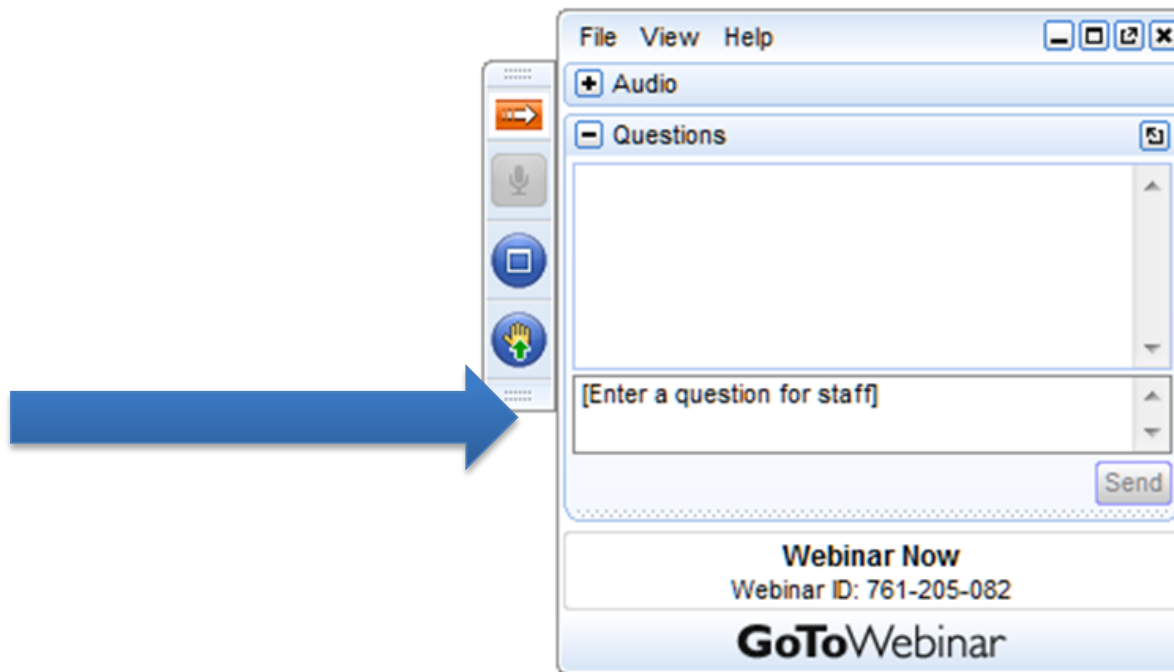 File View Help
Audio
Questions
[Enter a question for staff]
Send
Webinar Now
Webinar ID: 761-205-082
GoToWebinar